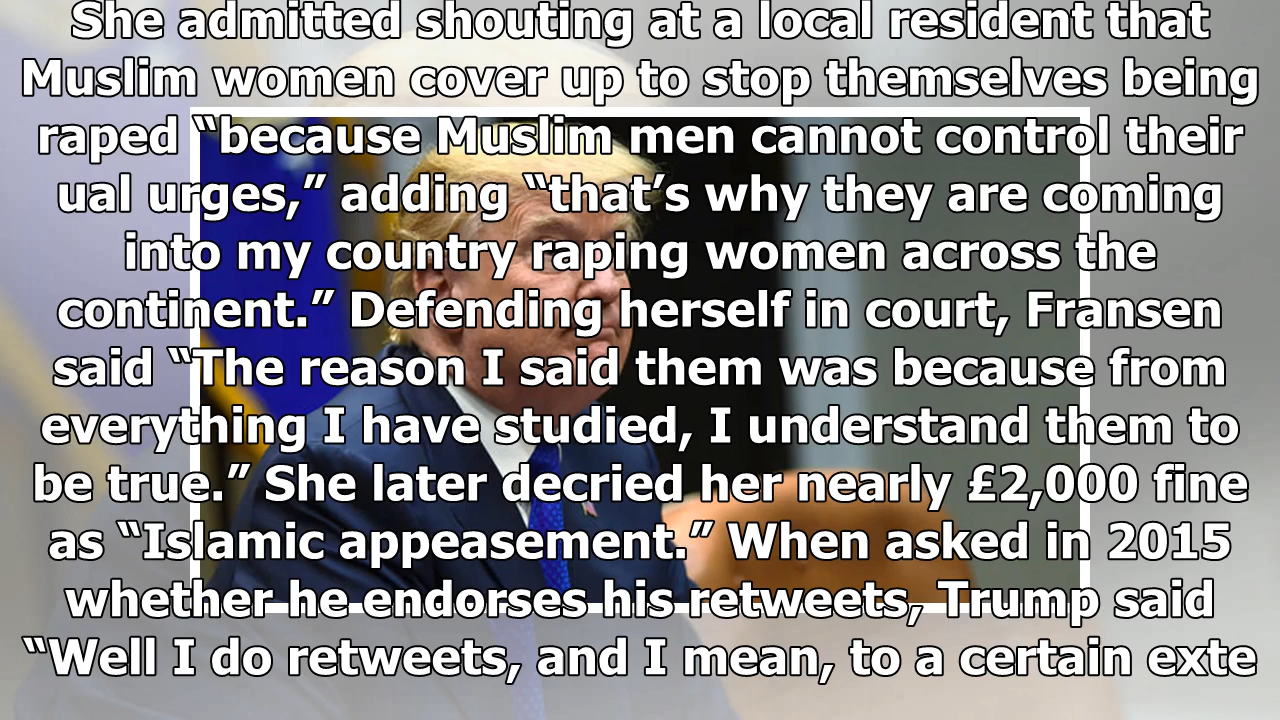 She admitted shouting at a local resident that
Muslim women cover up to stop themselves being
raped “because Muslim men cannot control their
ual urges,” adding “that’s why they are coming
into my country raping women across the
continent.” Defending herself in court, Fransen
said “The reason I said them was because from
everything I have studied, I understand them to
be true.” She later decried her nearly £2,000 fine
as “Islamic appeasement.” When asked in 2015
whether he endorses his retweets, Trump said
“Well I do retweets, and I mean, to a certain exte